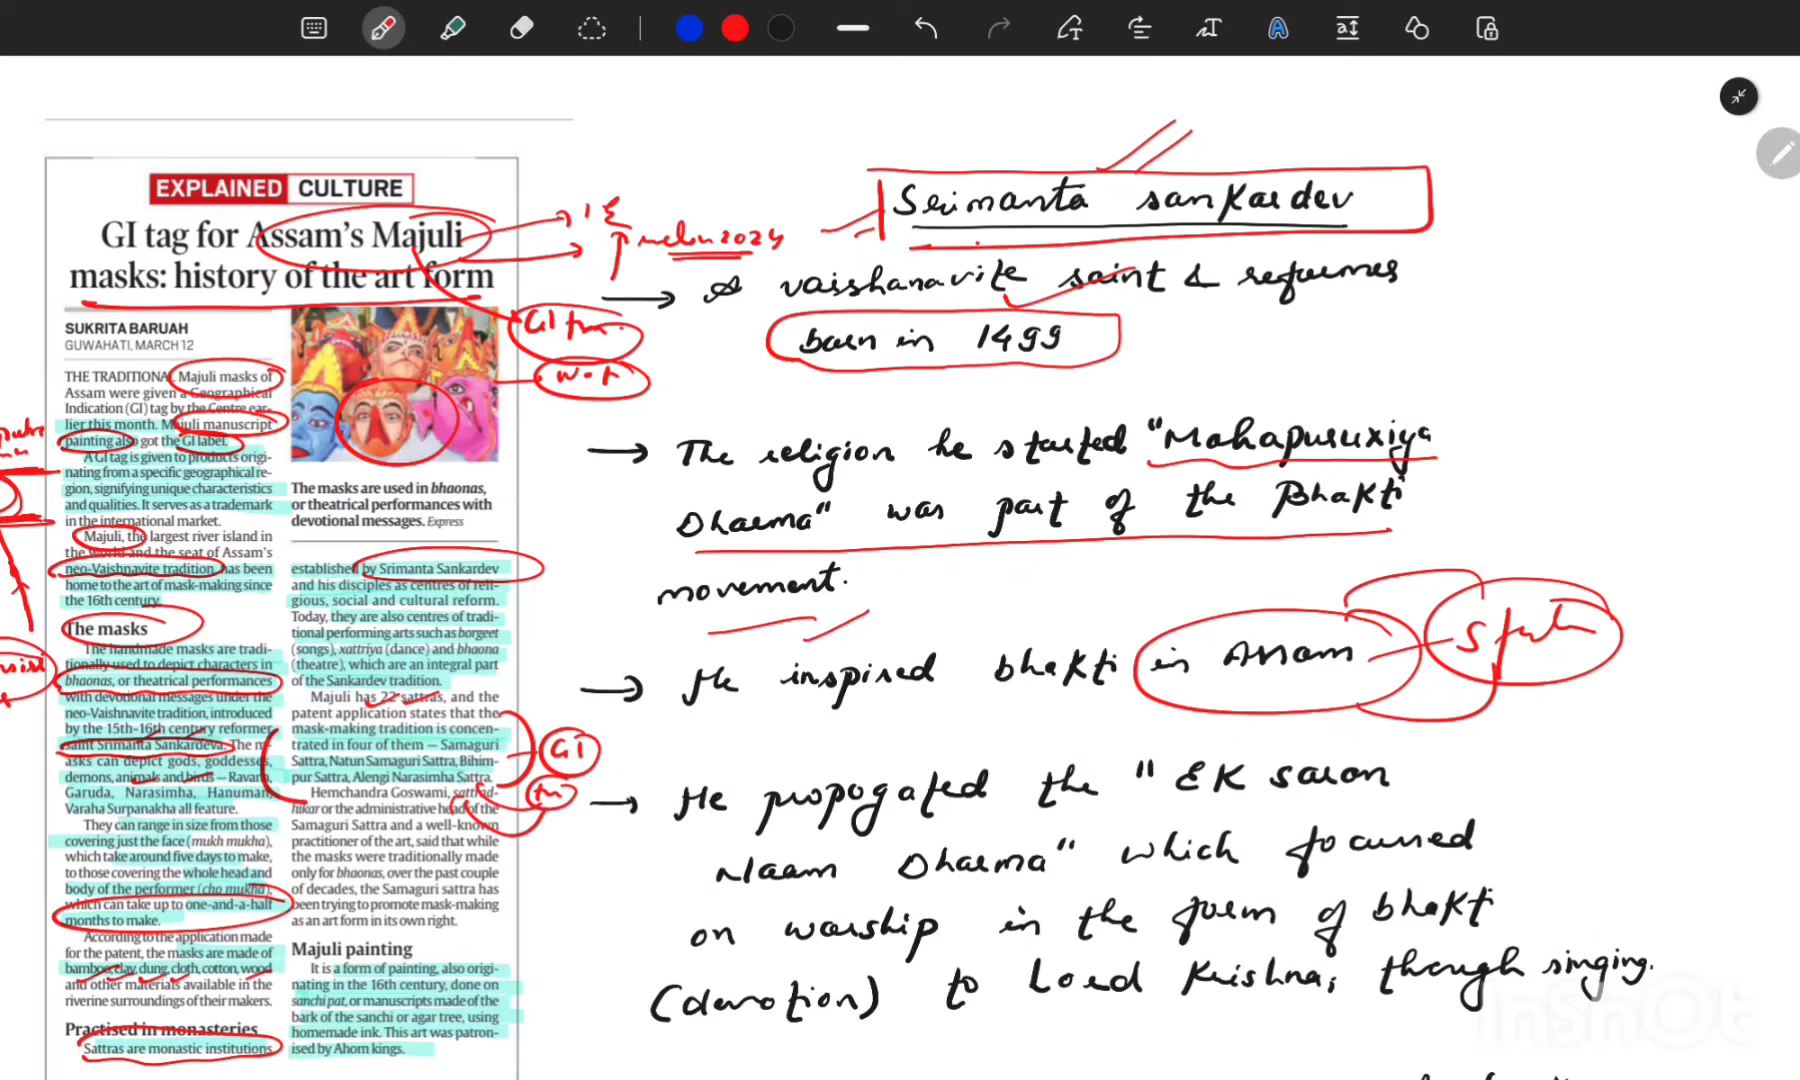 EXPLAINED CULTURE
GI tag for Assam's Majuli
masks: history of the art form
SUKRITA BARUAH
GUWAHATI, MARCH 12
THE TRADITIONAL Majuli masks of
Assam were given a Geographical
Indication (GI) tag by the Centre ear-
lier this month. Majuli manuscript
painting also got the GI label.
A GI tag is given to products origi-
nating from a specific geographical re-
gion, signifying unique characteristics
and qualities. It serves as a trademark
in the international market.
Majuli, the largest river island in
the world and the seat of Assam's
neo-Vaishnavite tradition, has been
home to the art of mask-making since
the 16th century.
The masks
The handmade masks are tradi-
tionally used to depict characters in
bhaonas, or theatrical performances
with devotional messages under the
neo-Vaishnavite tradition, introduced
by the 15th-16th century reformer
saint Srimanta Sankardeva. The m-
asks can depict gods, goddesses,
demons, animals and birds — Ravana,
Garuda, Narasimha, Hanuman,
Varaha Surpanakha all feature.
They can range in size from those
covering just the face (mukh mukha),
which take around five days to make,
to those covering the whole head and
body of the performer (cho mukha),
which can take up to one-and-a-half
months to make.
According to the application made
for the patent, the masks are made of
bamboo, clay, dung, cloth, cotton, wood
and other materials available in the
riverine surroundings of their makers.
Practised in monasteries
Sattras are monastic institutions
The masks are used in bhaonas,
or theatrical performances with
devotional messages. Express
established by Srimanta Sankardev
and his disciples as centres of reli-
gious, social and cultural reform.
Today, they are also centres of tradi-
tional performing arts such as borgeet
(songs), xattriya (dance) and bhaona
(theatre), which are an integral part
of the Sankardev tradition.
Majuli has 22 sattras, and the
patent application states that the
mask-making tradition is concen-
trated in four of them — Samaguri
Sattra, Natun Samaguri Sattra, Bihim-
pur Sattra, Alengi Narasimha Sattra.
Hemchandra Goswami, sattrad-
hikar or the administrative head of the
Samaguri Sattra and a well-known
practitioner of the art, said that while
the masks were traditionally made
only for bhaonas, over the past couple
of decades, the Samaguri sattra has
been trying to promote mask-making
as an art form in its own right.
Majuli painting
It is a form of painting, also origi-
nating in the 16th century, done on
sanchi pat, or manuscripts made of the
bark of the sanchi or agar tree, using
homemade ink. This art was patron-
ised by Ahom kings.
IE
2024
GI
GI
Srimanta sankardev
→ A vaishanavite saint & reformes
born in 1499
→ The religion he started "Mahapuruxiya
Dharma" was part of the Bhakti
movement.
→ He inspired bhakti in Assam
→ He propogated the "EK saran
Naam Dharma" which focused
on warship in the form of bhakti
(devotion) to Lord Krishna, though singing.
InShOt